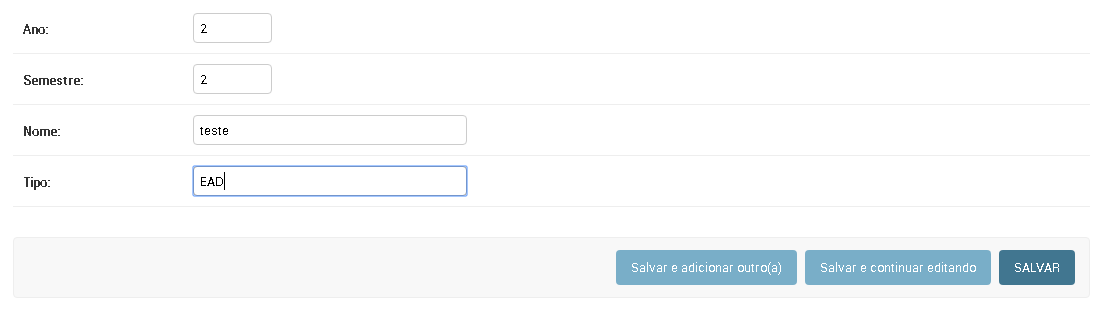 Ano: 2
Semestre: 2
Nome: teste
Tipo: EAD
Salvar e adicionar outro(a) Salvar e continuar editando SALVAR